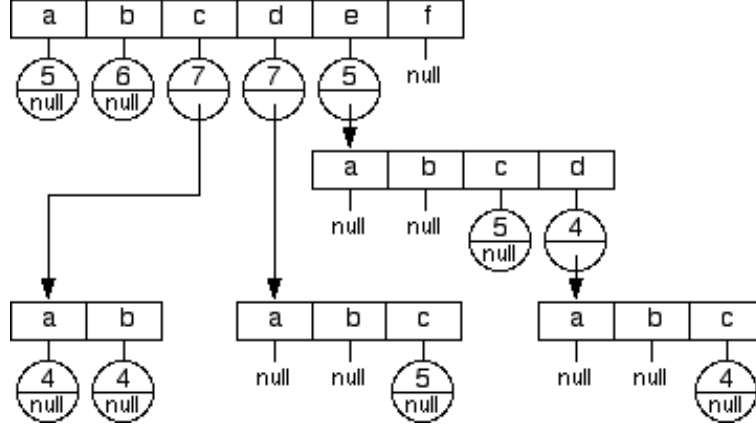 a b c d e f
5 6 7 7 5 null
null null
a b c d
null null 5 4
null
a b a b c a b c
4 4 null null 5 null null 4
null null null null